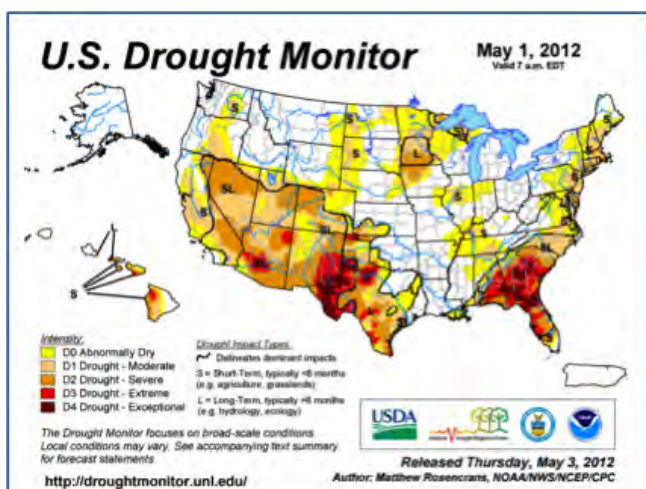 U.S. Drought Monitor
May 1, 2012
Valid 7 a.m. EDT
S
S
S
L
S
S
S
SL
S
SL
SL
S
Intensity:
D0 Abnormally Dry
D1 Drought - Moderate
D2 Drought - Severe
D3 Drought - Extreme
D4 Drought - Exceptional
Drought Impact Types:
Delineates dominant impacts
S = Short-Term, typically <6 months
(e.g. agriculture, grasslands)
L = Long-Term, typically >6 months
(e.g. hydrology, ecology)
The Drought Monitor focuses on broad-scale conditions.
Local conditions may vary. See accompanying text summary
for forecast statements.
http://droughtmonitor.unl.edu/
USDA
Released Thursday, May 3, 2012
Author: Matthew Rosencrans, NOAA/NWS/NCEP/CPC